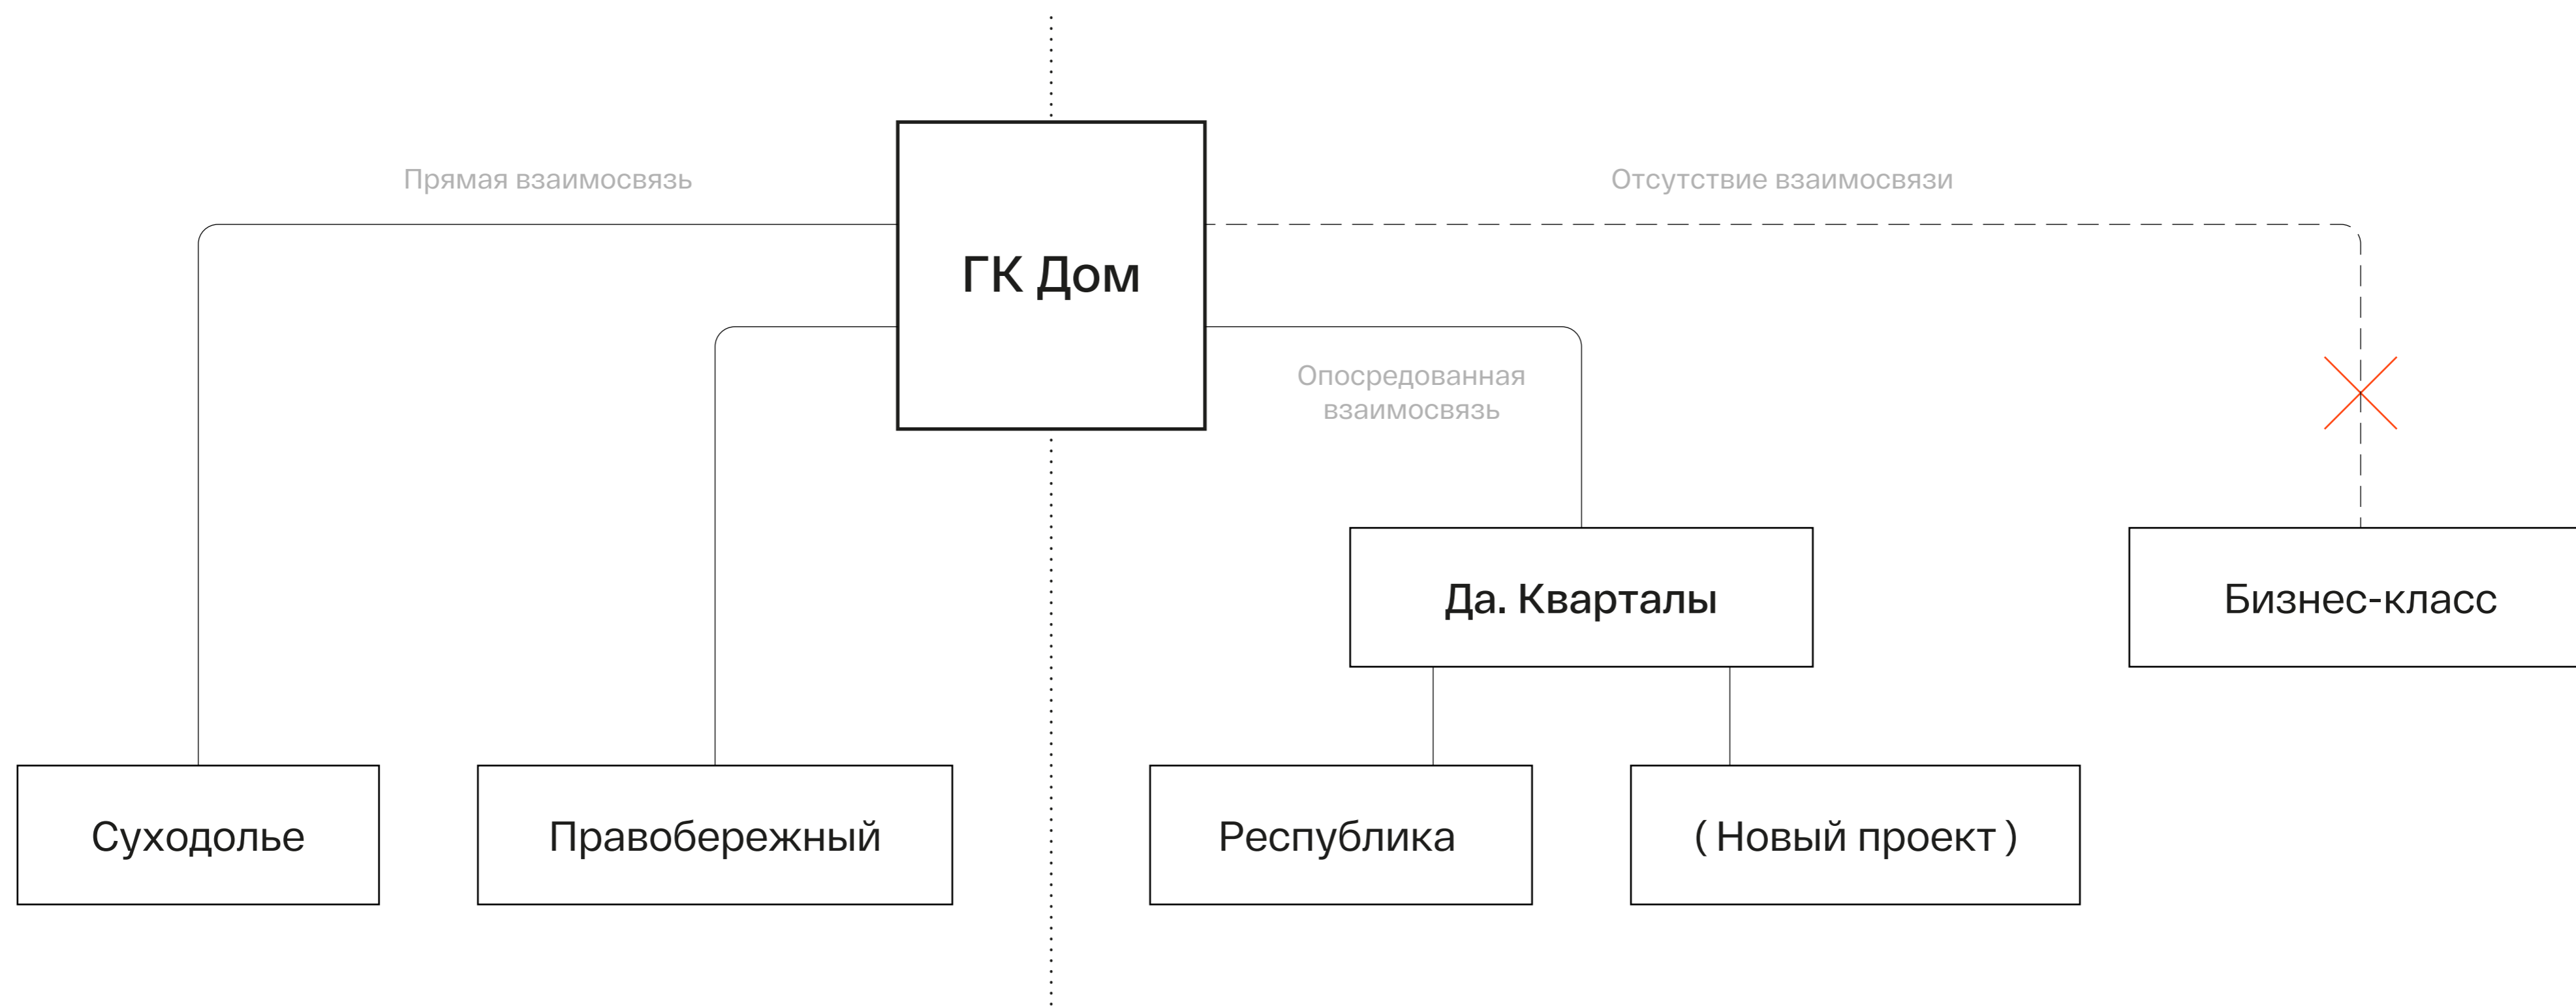 Прямая взаимосвязь
Отсутствие взаимосвязи
ГК Дом
Опосредованная
взаимосвязь
Да. Кварталы
Бизнес-класс
Суходолье
Правобережный
Республика
( Новый проект )